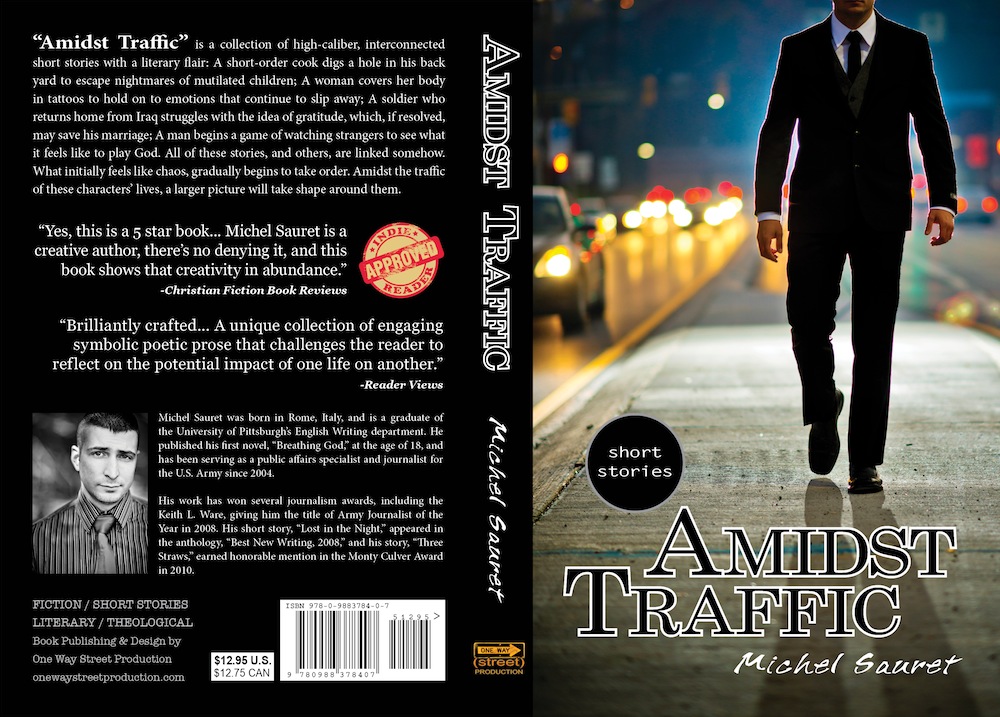 “Amidst Traffic” is a collection of high-caliber, interconnected
short stories with a literary flair: A short-order cook digs a hole in his back
yard to escape nightmares of mutilated children; A woman covers her body
in tattoos to hold on to emotions that continue to slip away; A soldier who
returns home from Iraq struggles with the idea of gratitude, which, if resolved,
may save his marriage; A man begins a game of watching strangers to see what
it feels like to play God. All of these stories, and others, are linked somehow.
What initially feels like chaos, gradually begins to take order. Amidst the traffic
of these characters’ lives, a larger picture will take shape around them.
“Yes, this is a 5 star book... Michel Sauret is a
creative author, there’s no denying it, and this
book shows that creativity in abundance.”
-Christian Fiction Book Reviews
INDIE
APPROVED
READER
“Brilliantly crafted... A unique collection of engaging
symbolic poetic prose that challenges the reader to
reflect on the potential impact of one life on another.”
-Reader Views
Michel Sauret was born in Rome, Italy, and is a graduate of
the University of Pittsburgh’s English Writing department. He
published his first novel, “Breathing God,” at the age of 18, and
has been serving as a public affairs specialist and journalist for
the U.S. Army since 2004.
His work has won several journalism awards, including the
Keith L. Ware, giving him the title of Army Journalist of the
Year in 2008. His short story, “Lost in the Night,” appeared in
the anthology, “Best New Writing, 2008,” and his story, “Three
Straws,” earned honorable mention in the Monty Culver Award
in 2010.
FICTION / SHORT STORIES
LITERARY / THEOLOGICAL
Book Publishing & Design by
One Way Street Production
onewaystreetproduction.com
$12.95 U.S.
$12.75 CAN
ISBN 978-0-9883784-0-7
51295>
9 780988 378407
AMIDST TRAFFIC
Michel Sauret
ONE WAY
(street)
PRODUCTION
short
stories
AMIDST
TRAFFIC
Michel Sauret